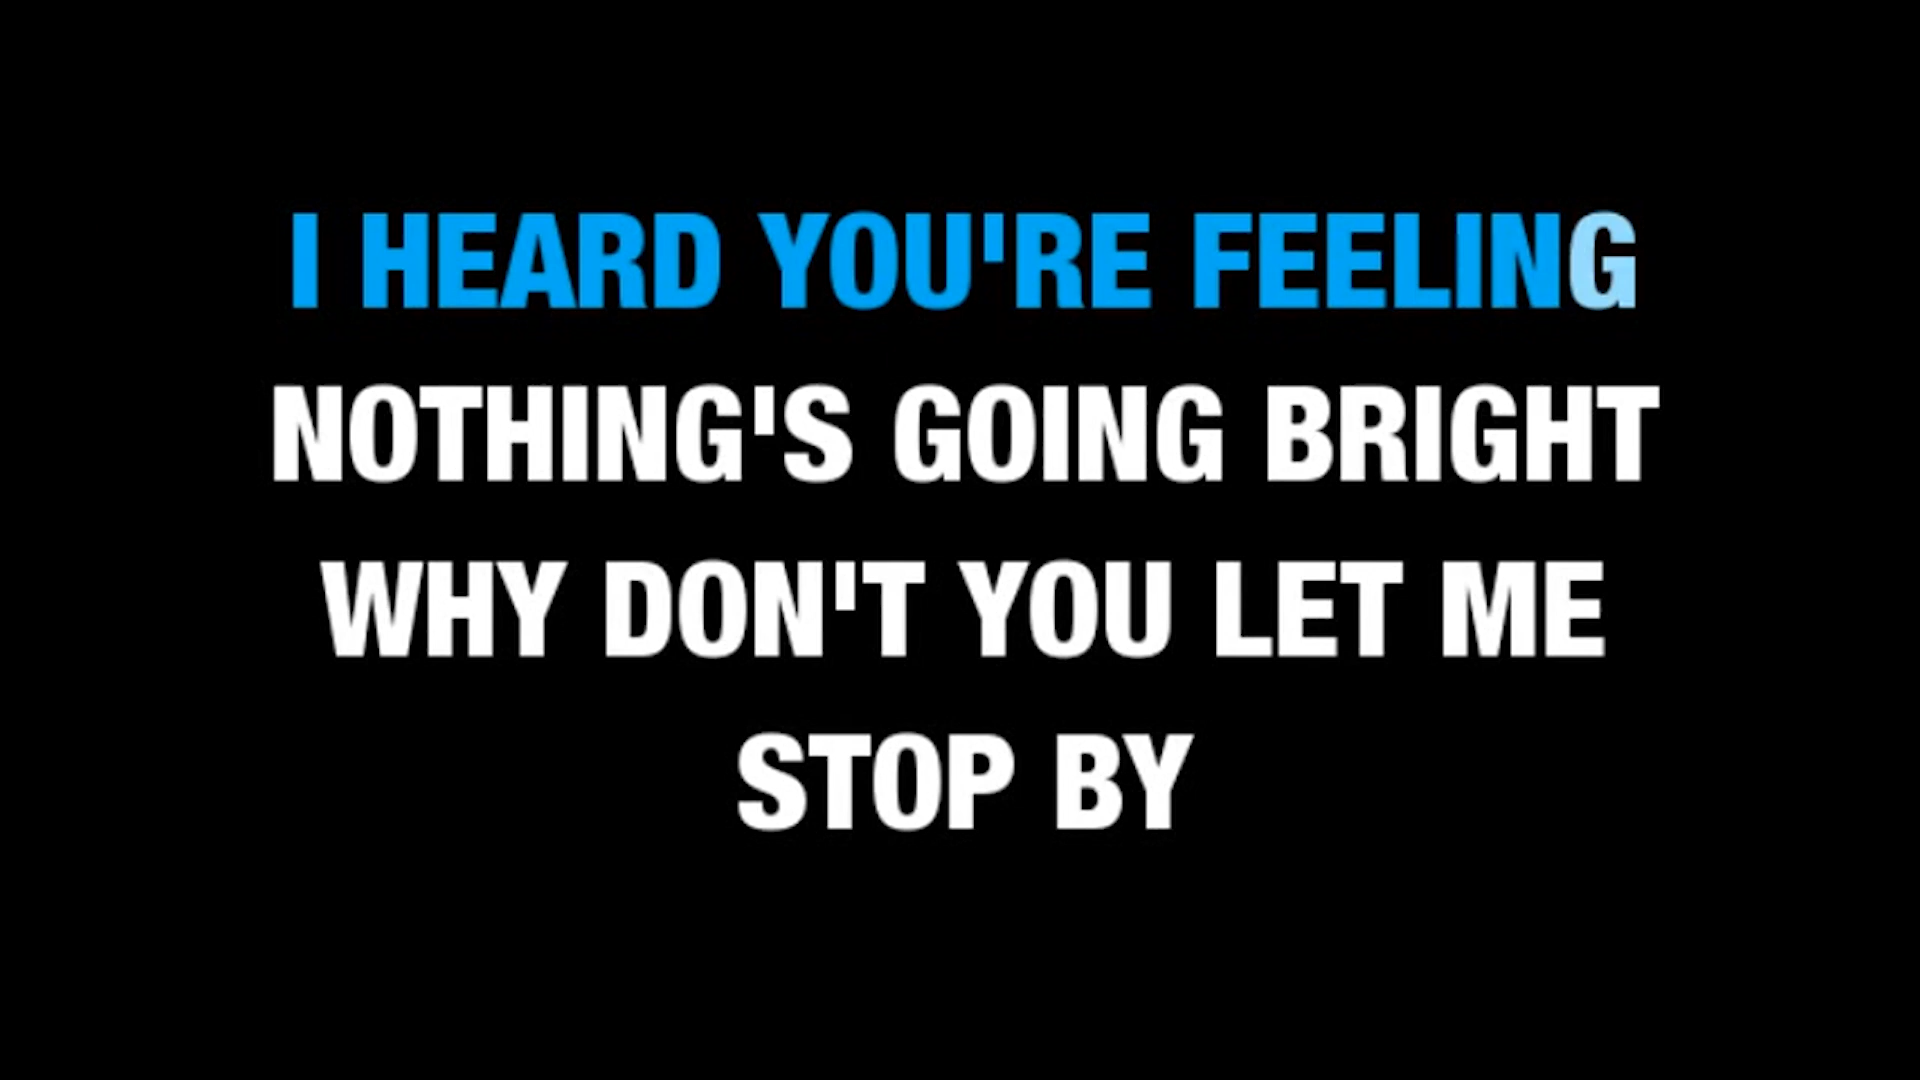 I HEARD YOU'RE FEELING
NOTHING'S GOING BRIGHT
WHY DON'T YOU LET ME
STOP BY